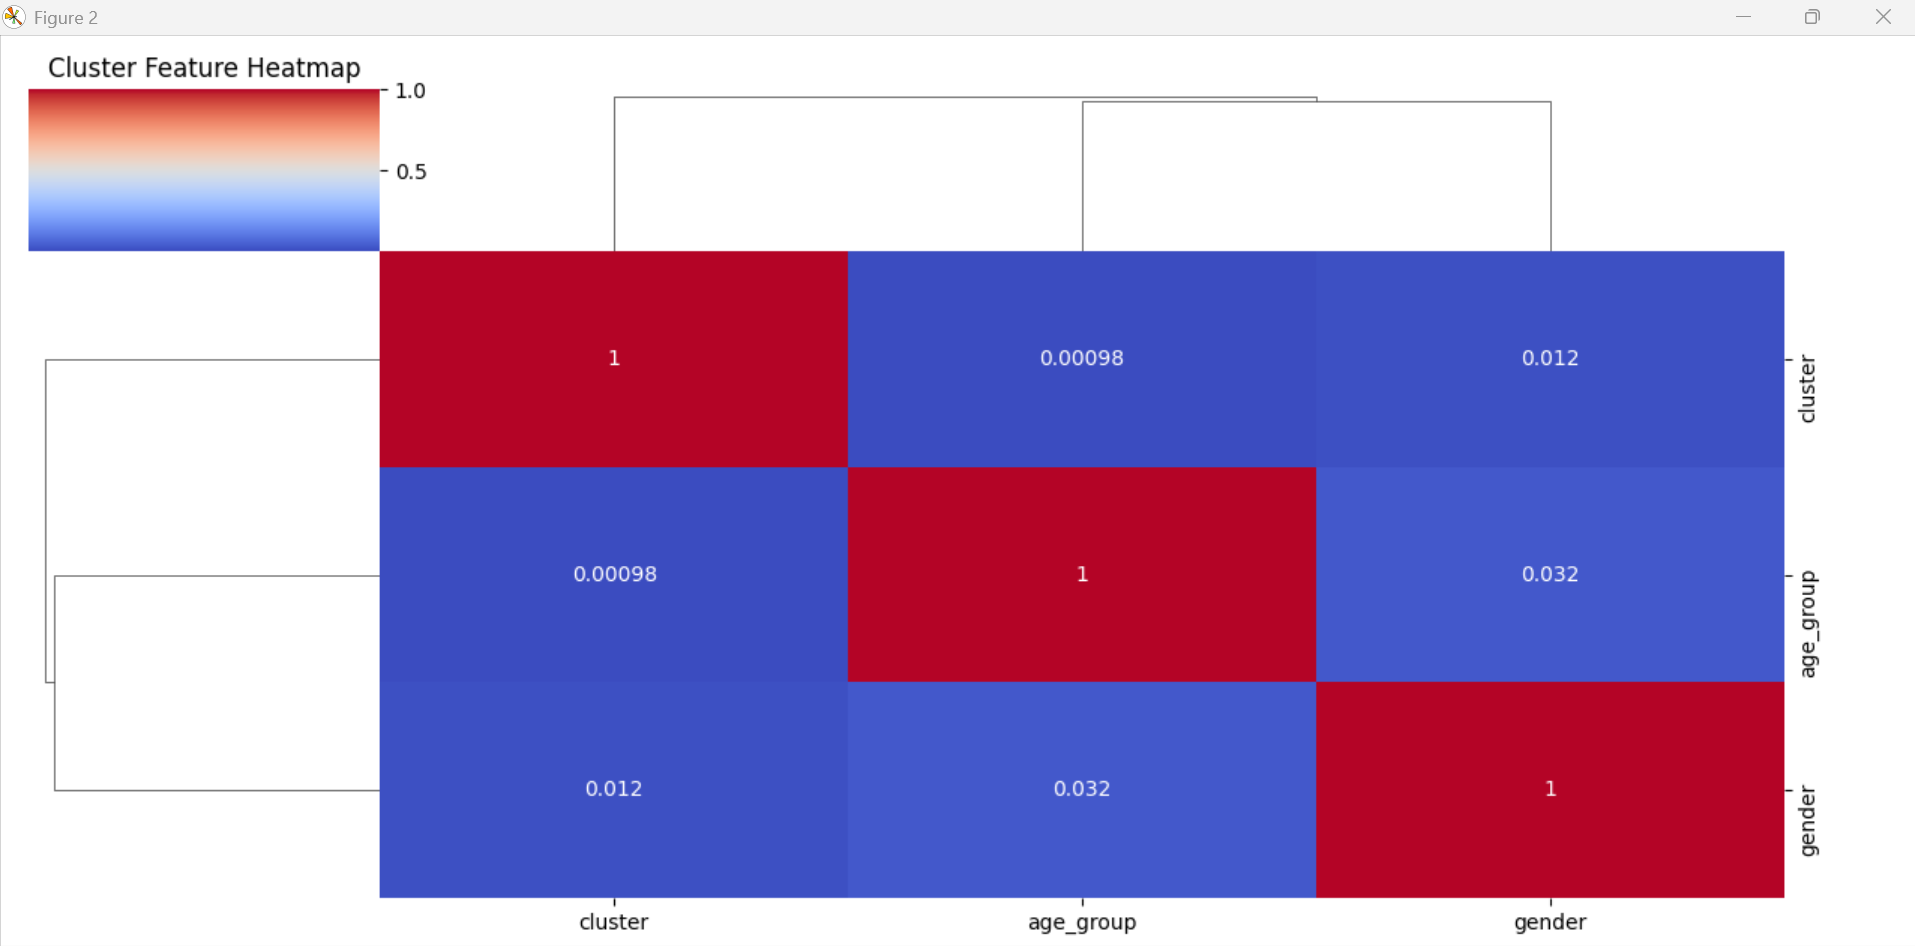 Figure 2
Cluster Feature Heatmap
1.0
0.5
1 0.00098 0.012
cluster
0.00098 1 0.032
age_group
0.012 0.032 1
gender
cluster age_group gender